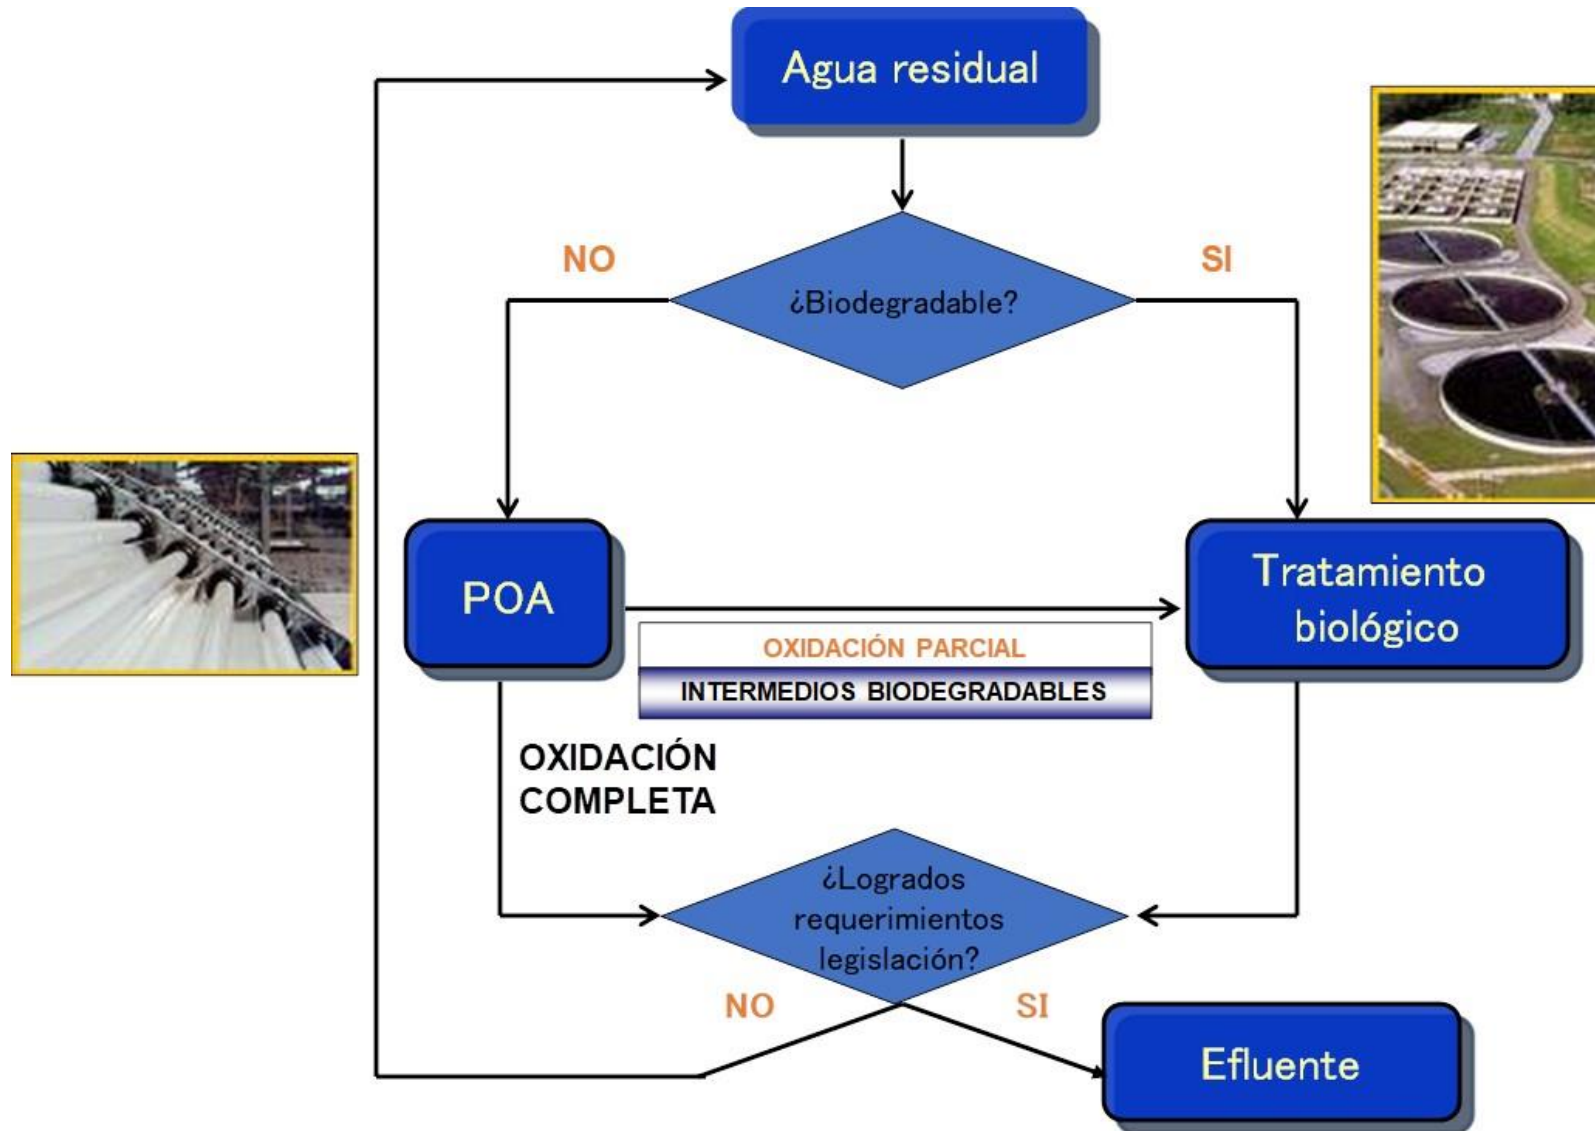 Agua residual
NO
SI
¿Biodegradable?
POA
Tratamiento
biológico
OXIDACIÓN PARCIAL
INTERMEDIOS BIODEGRADABLES
OXIDACIÓN
COMPLETA
¿Logrados
requerimientos
legislación?
NO
SI
Efluente